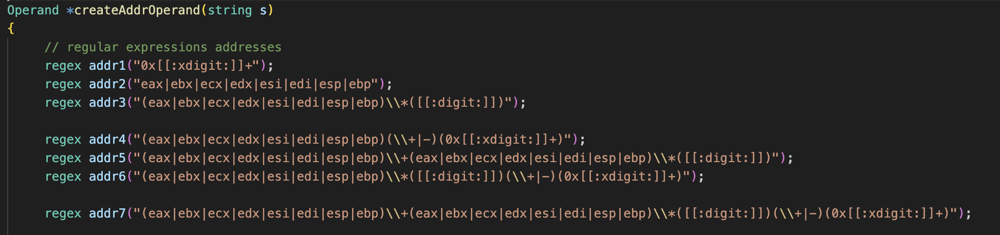 Operand *createAddrOperand(string s)
{
// regular expressions addresses
regex addr1("0x[[:xdigit:]]+");
regex addr2("eax|ebx|ecx|edx|esi|edi|esp|ebp");
regex addr3("(eax|ebx|ecx|edx|esi|edi|esp|ebp)\\*([[:digit:]])");
regex addr4("(eax|ebx|ecx|edx|esi|edi|esp|ebp)(\\+|-)(0x[[:xdigit:]]+)");
regex addr5("(eax|ebx|ecx|edx|esi|edi|esp|ebp)\\+(eax|ebx|ecx|edx|esi|edi|esp|ebp)\\*([[:digit:]])");
regex addr6("(eax|ebx|ecx|edx|esi|edi|esp|ebp)\\*([[:digit:]])(\\+|-)(0x[[:xdigit:]]+)");
regex addr7("(eax|ebx|ecx|edx|esi|edi|esp|ebp)\\+(eax|ebx|ecx|edx|esi|edi|esp|ebp)\\*([[:digit:]])(\\+|-)(0x[[:xdigit:]]+)");